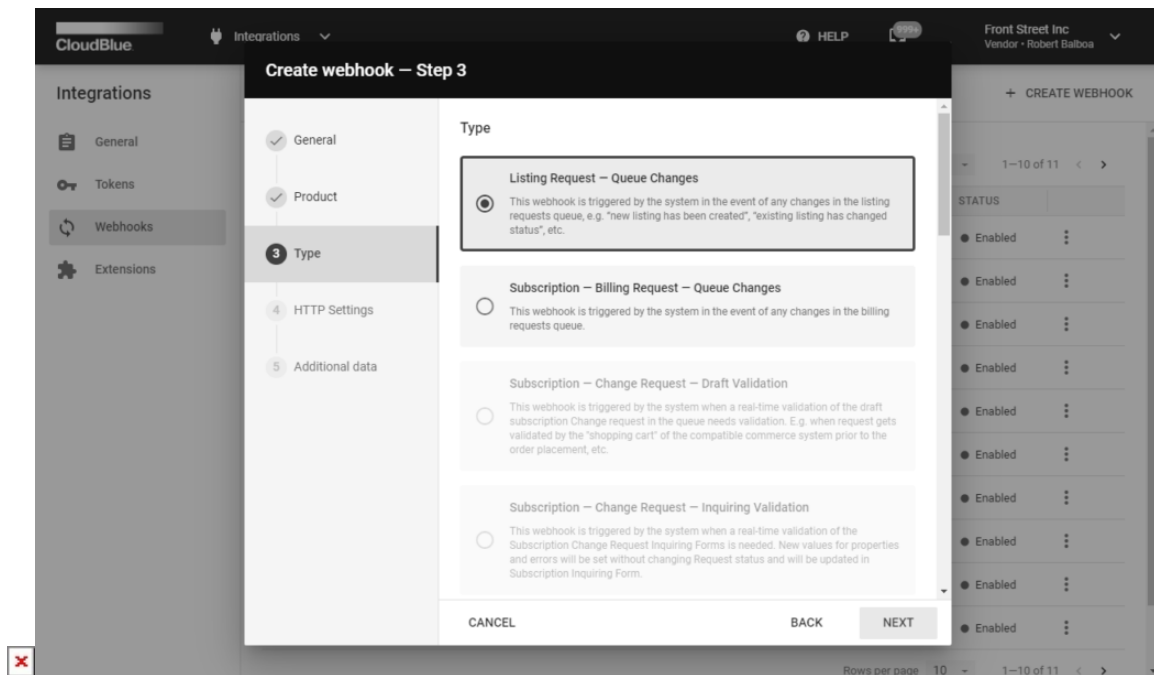 CloudBlue
Integrations
HELP
999+
Front Street Inc
Vendor • Robert Balboa
Integrations
General
Tokens
Webhooks
Extensions
+ CREATE WEBHOOK
1—10 of 11
STATUS
Enabled
Enabled
Enabled
Enabled
Enabled
Enabled
Enabled
Enabled
Enabled
Enabled
Rows per page 10 1—10 of 11
Create webhook — Step 3
General
Product
3 Type
4 HTTP Settings
5 Additional data
Type
Listing Request — Queue Changes
This webhook is triggered by the system in the event of any changes in the listing
requests queue, e.g. “new listing has been created”, “existing listing has changed
status”, etc.
Subscription — Billing Request — Queue Changes
This webhook is triggered by the system in the event of any changes in the billing
requests queue.
Subscription — Change Request — Draft Validation
This webhook is triggered by the system when a real-time validation of the draft
subscription Change request in the queue needs validation. E.g. when request gets
validated by the "shopping cart" of the compatible commerce system prior to the
order placement, etc.
Subscription — Change Request — Inquiring Validation
This webhook is triggered by the system when a real-time validation of the
Subscription Change Request Inquiring Forms is needed. New values for properties
and errors will be set without changing Request status and will be updated in
Subscription Inquiring Form.
CANCEL
BACK
NEXT